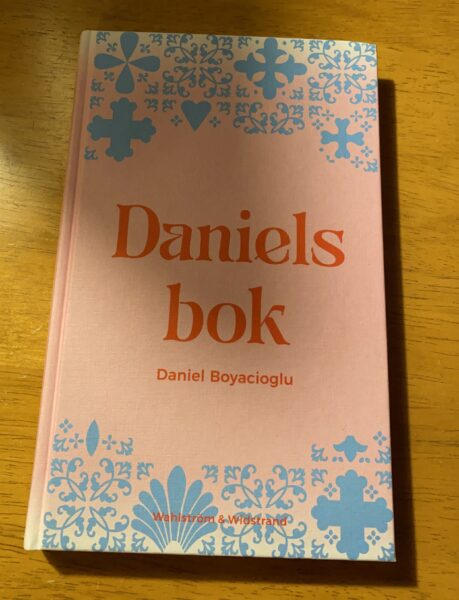 Daniels
bok
Daniel Boyacioglu
Wahlström & Widstrand